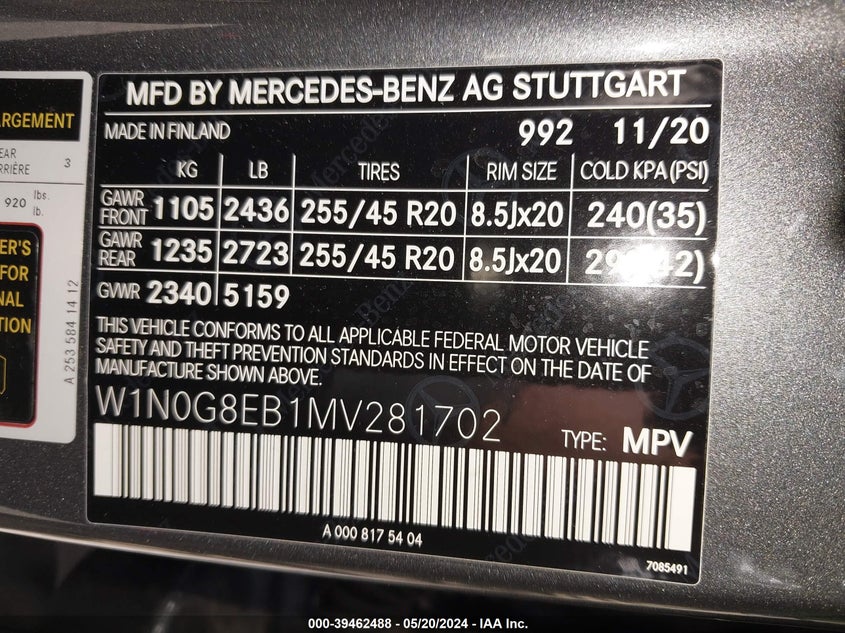 ARGEMENT
EAR
RRIÈRE 3
920 lbs.
lb.
ER'S
FOR
NAL
TION
A 253 584 14 12
MFD BY MERCEDES-BENZ AG STUTTGART
MADE IN FINLAND 992 11/20
KG LB TIRES RIM SIZE COLD KPA(PSI)
GAWR FRONT 1105 2436 255/45 R20 8.5Jx20 240(35)
GAWR REAR 1235 2723 255/45 R20 8.5Jx20
GVWR 2340 5159
THIS VEHICLE CONFORMS TO ALL APPLICABLE FEDERAL MOTOR VEHICLE
SAFETY AND THEFT PREVENTION STANDARDS IN EFFECT ON THE DATE OF
MANUFACTURE SHOWN ABOVE.
W1N0G8EB1MV281702
TYPE: MPV
A 000 817 54 04
7085491
000-39462488 - 05/20/2024 - IAA Inc.